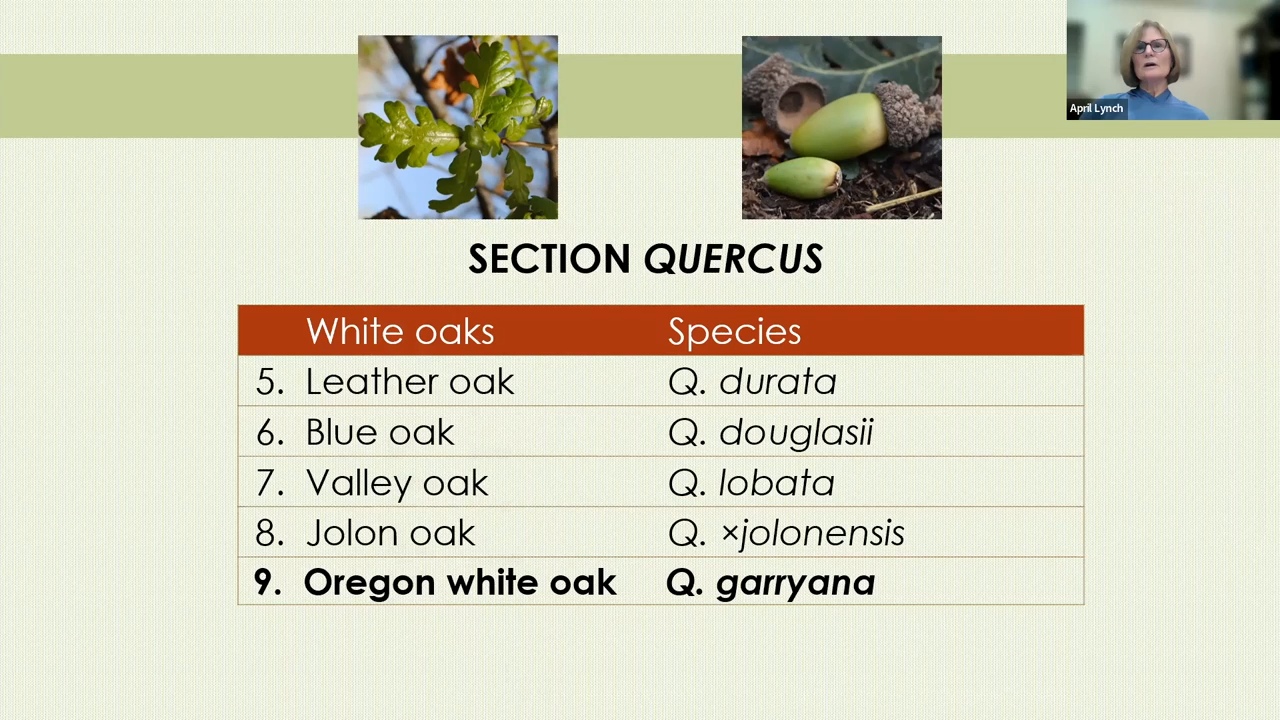 April Lynch
SECTION QUERCUS
White oaks Species
5. Leather oak Q. durata
6. Blue oak Q. douglasii
7. Valley oak Q. lobata
8. Jolon oak Q. ×jolonensis
9. Oregon white oak Q. garryana